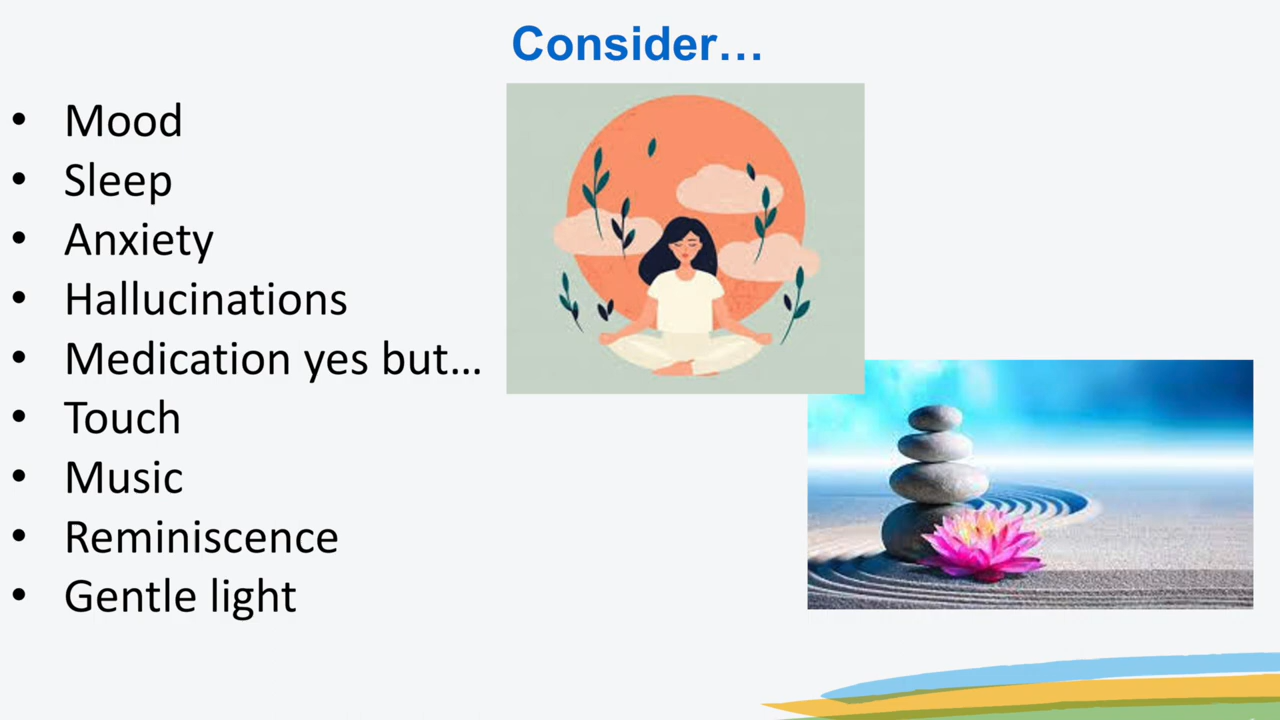 Consider…
• Mood
• Sleep
• Anxiety
• Hallucinations
• Medication yes but…
• Touch
• Music
• Reminiscence
• Gentle light